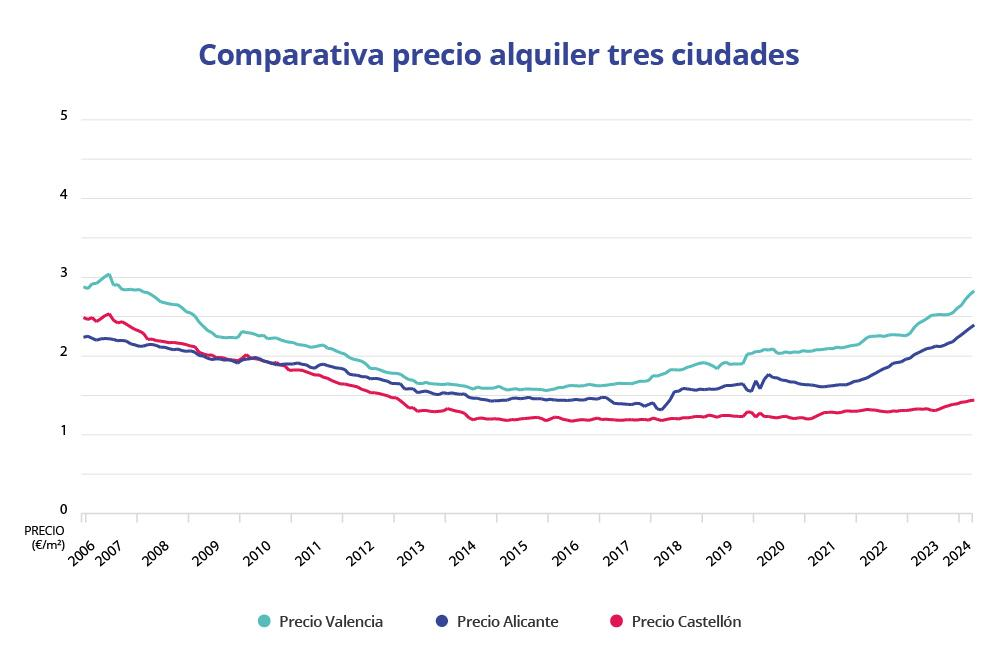 Comparativa precio alquiler tres ciudades
5
4
3
2
1
0
PRECIO
(€/m²)
2006 2007 2008 2009 2010 2011 2012 2013 2014 2015 2016 2017 2018 2019 2020 2021 2022 2023 2024
Precio Valencia Precio Alicante Precio Castellón